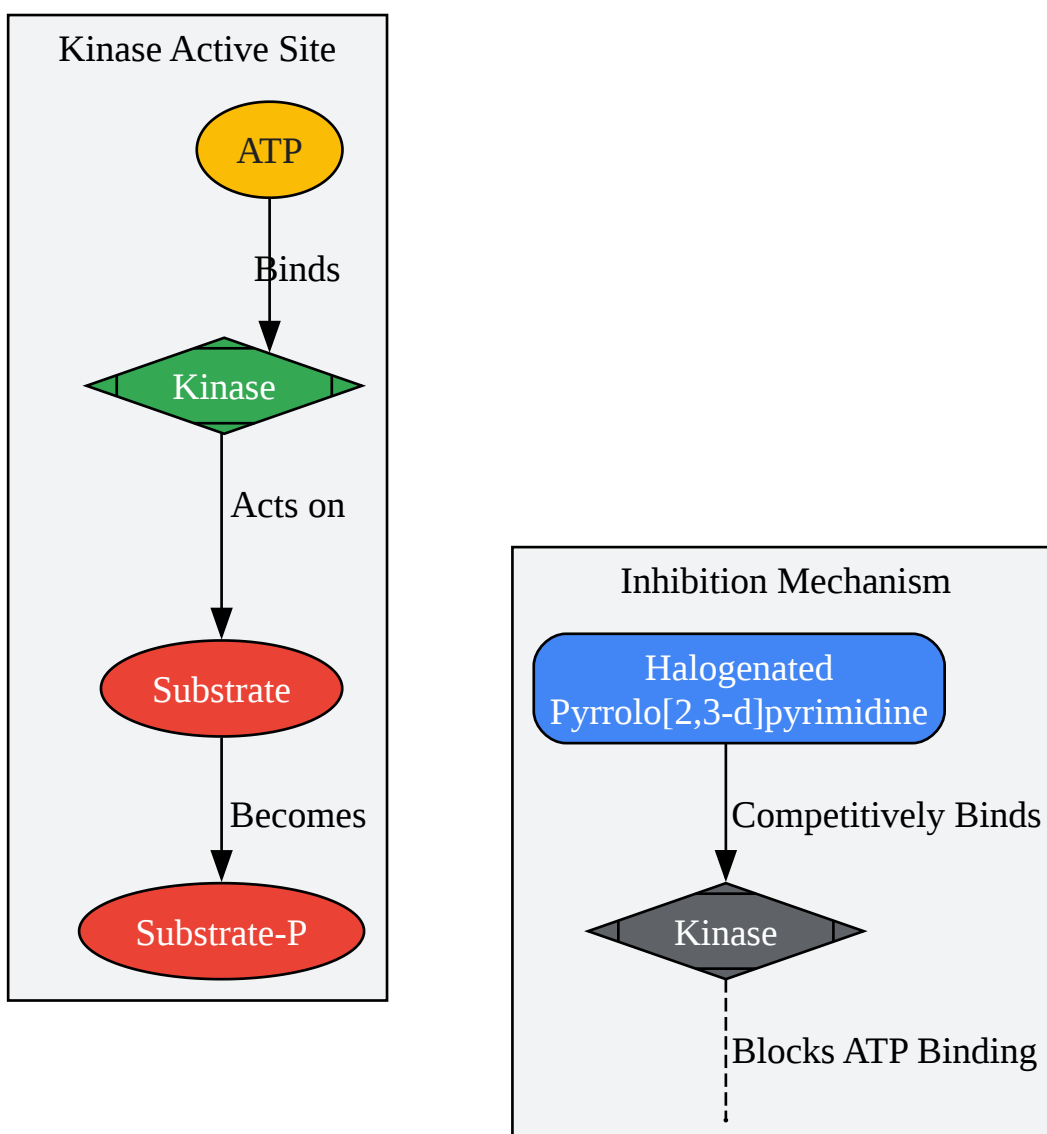 Kinase Active Site
ATP
Binds
Kinase
Acts on
Substrate
Becomes
Substrate-P
Inhibition Mechanism
Halogenated
Pyrrolo[2,3-d]pyrimidine
Competitively Binds
Kinase
Blocks ATP Binding